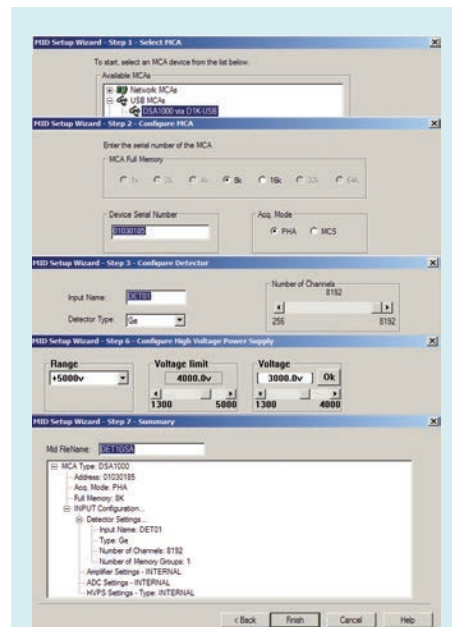 MID Setup Wizard - Step 1 - Select MCA
To start, select an MCA device from the list below.
Available MCAs
Network MCAs
USB MCAs
DSA1000 via D1K-USB
MID Setup Wizard - Step 2 - Configure MCA
Enter the serial number of the MCA
MCA Full Memory
1k 2k 4k 8k 16k 32k 64k
Device Serial Number
01030185
Acq. Mode
PHA MCS
MID Setup Wizard - Step 3 - Configure Detector
Input Name: DET01
Number of Channels
8192
Detector Type: Ge
256 8192
MID Setup Wizard - Step 6 - Configure High Voltage Power Supply
Range Voltage limit Voltage
+5000v 4000.0v 3000.0v Ok
1300 5000 1300 4000
MID Setup Wizard - Step 7 - Summary
Mid FileName: DET1DSA
MCA Type: DSA1000
Address: 01030185
Acq. Mode: PHA
Full Memory: 8K
INPUT Configuration...
Detector Settings...
Input Name: DET01
Type: Ge
Number of Channels: 8192
Number of Memory Groups: 1
Amplifier Settings - INTERNAL
ADC Settings - INTERNAL
HVPS Settings - Type: INTERNAL
< Back Finish Cancel Help